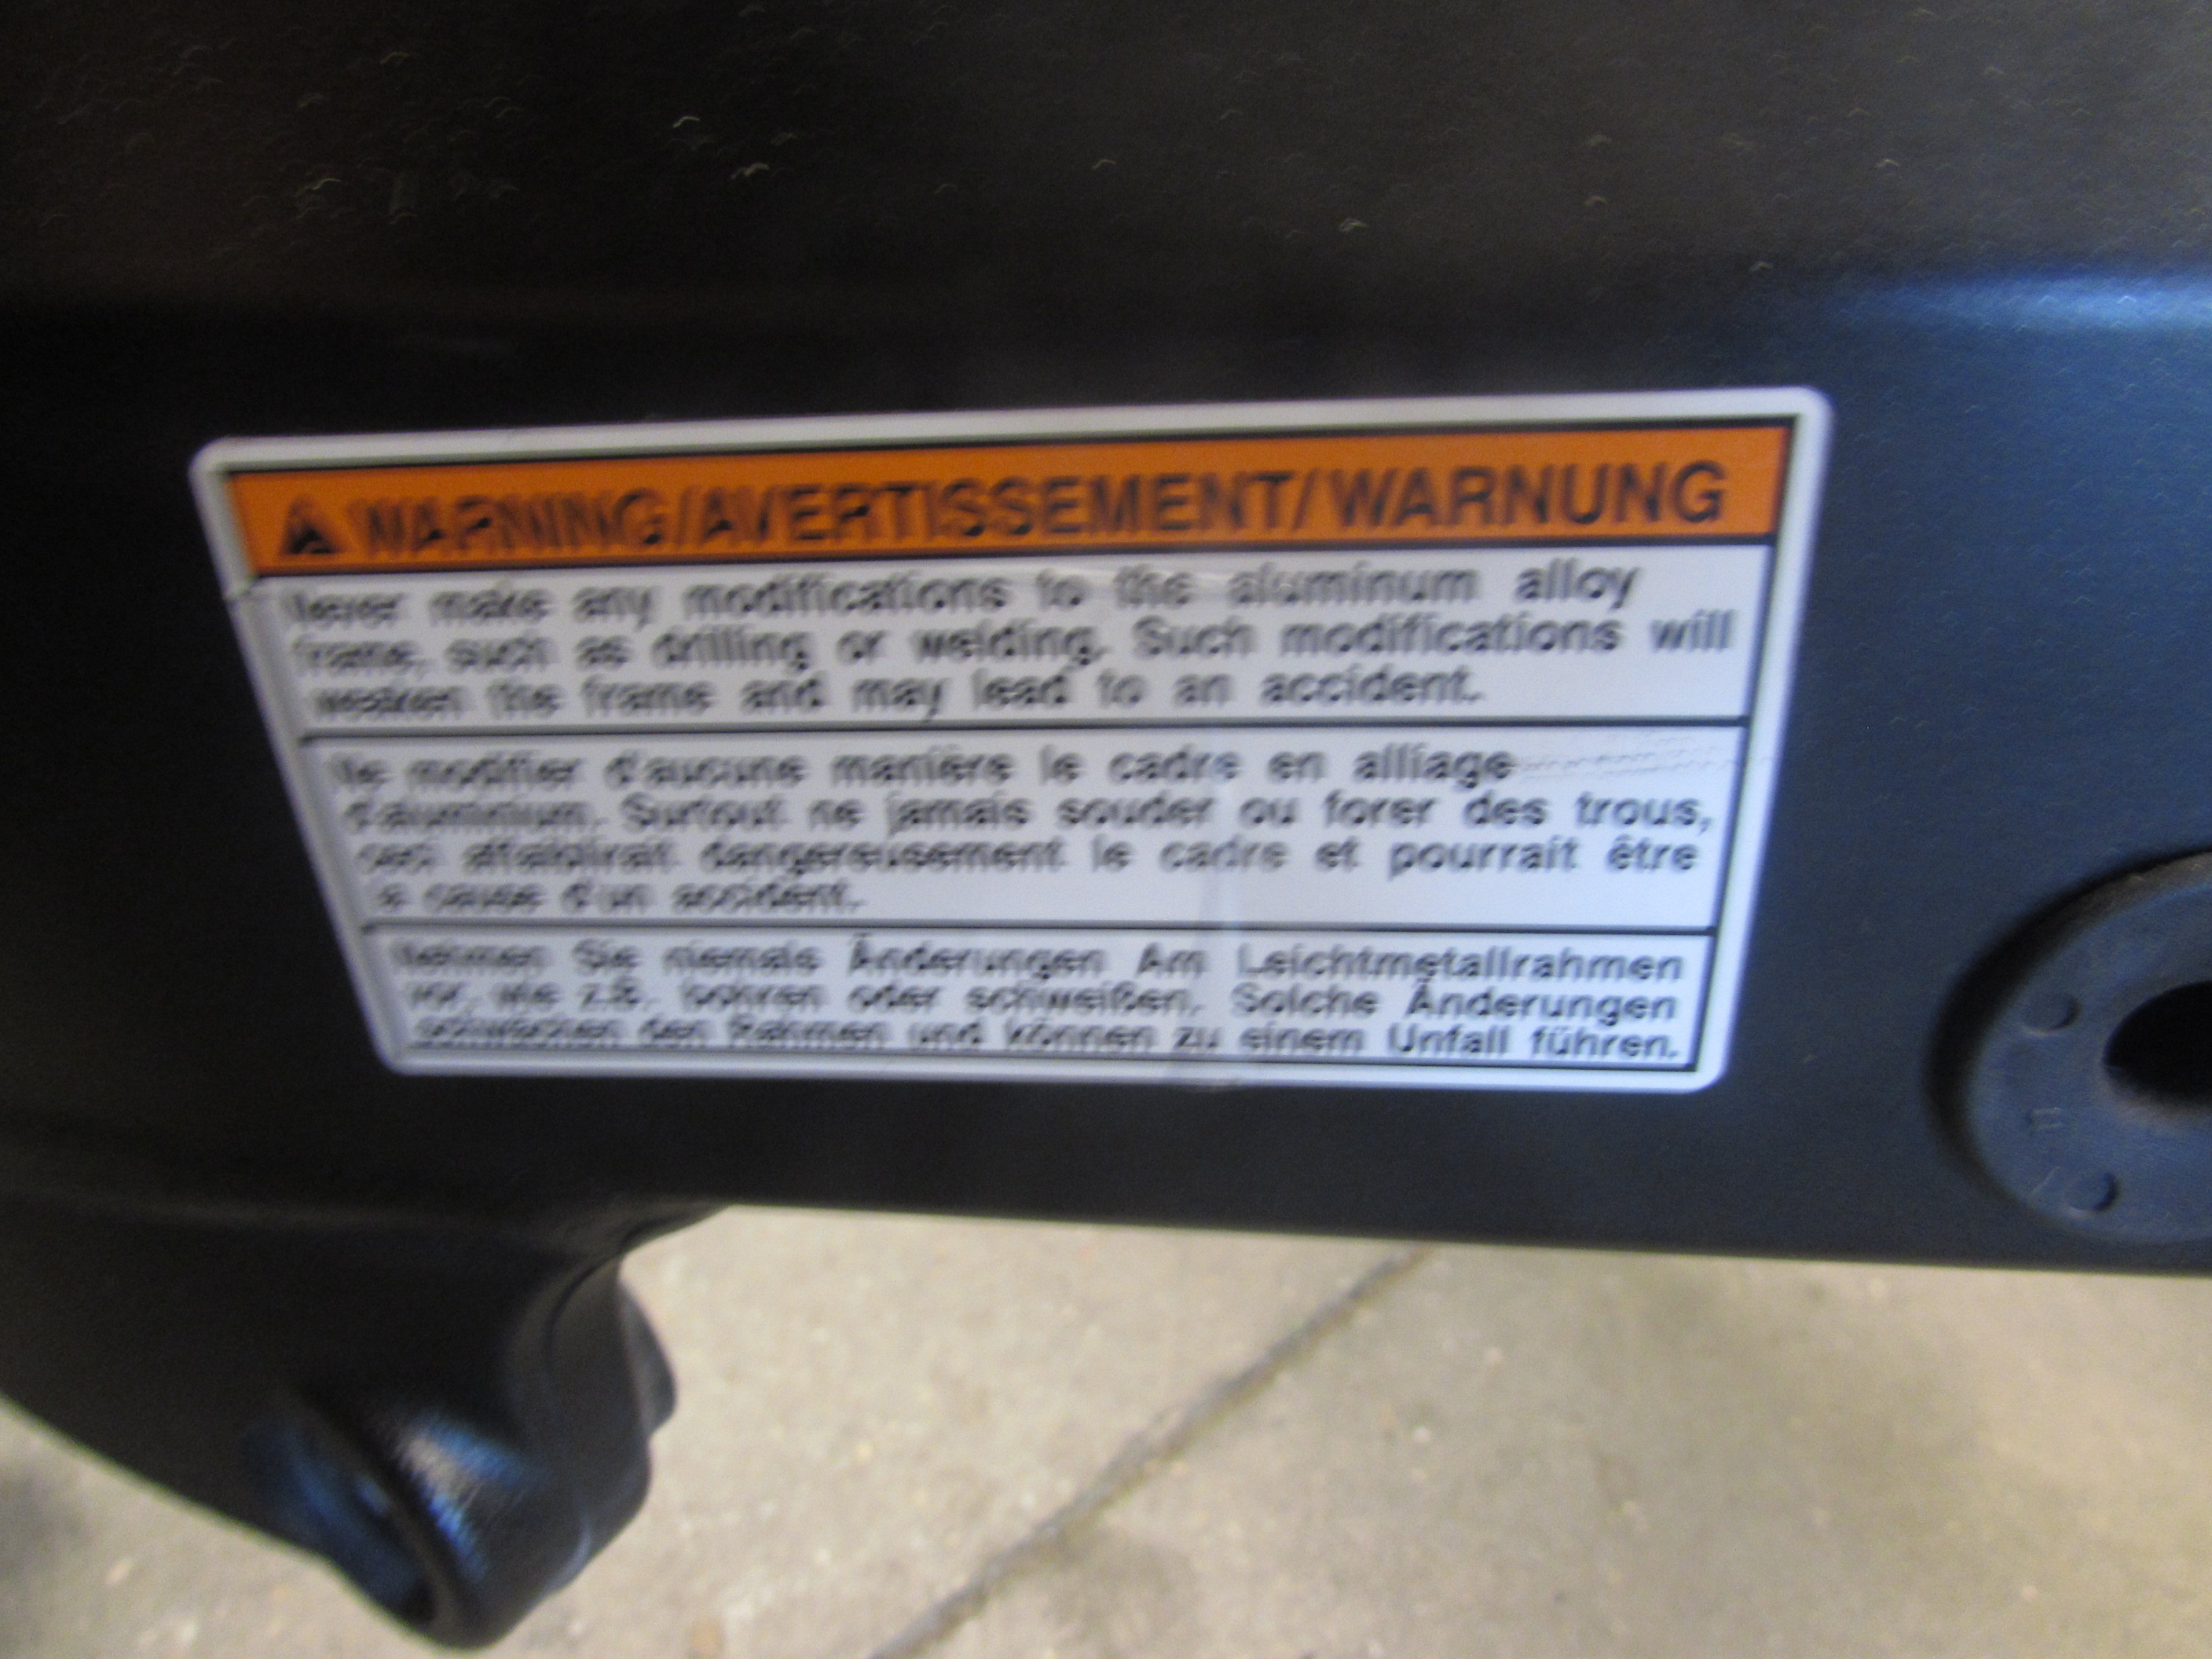 WARNING/AVERTISSEMENT/WARNUNG
Never make any modifications to the aluminum alloy
frame, such as drilling or welding. Such modifications will
weaken the frame and may lead to an accident.
Ne modifier d'aucune manière le cadre en alliage
d'aluminium. Surtout ne jamais souder ou forer des trous,
ceci affaiblirait dangereusement le cadre et pourrait être
la cause d'un accident.
Nehmen Sie niemals Änderungen Am Leichtmetallrahmen
vor, wie z.B. bohren oder schweißen. Solche Änderungen
schwächen den Rahmen und können zu einem Unfall führen.